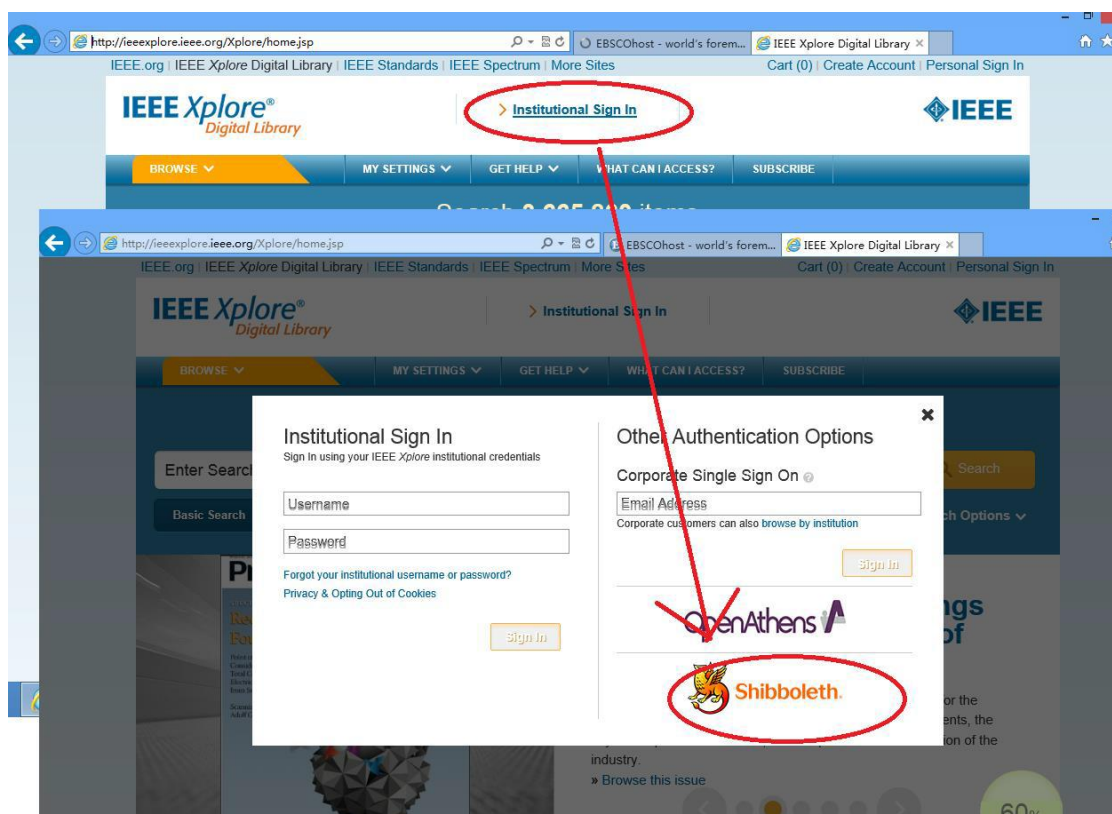 http://ieeexplore.ieee.org/Xplore/home.jsp
EBSCOhost - world's forem...
IEEE Xplore Digital Library
IEEE.org | IEEE Xplore Digital Library | IEEE Standards | IEEE Spectrum | More Sites
Cart (0) | Create Account | Personal Sign In
IEEE Xplore®
Digital Library
> Institutional Sign In
IEEE
BROWSE
MY SETTINGS
GET HELP
WHAT CAN I ACCESS?
SUBSCRIBE
http://ieeexplore.ieee.org/Xplore/home.jsp
EBSCOhost - world's forem...
IEEE Xplore Digital Library
IEEE.org | IEEE Xplore Digital Library | IEEE Standards | IEEE Spectrum | More Sites
Cart (0) | Create Account | Personal Sign In
IEEE Xplore®
Digital Library
> Institutional Sign In
IEEE
BROWSE
MY SETTINGS
GET HELP
WHAT CAN I ACCESS?
SUBSCRIBE
Enter Search
Search
Basic Search
Options
Institutional Sign In
Sign In using your IEEE Xplore institutional credentials
Username
Password
Forgot your institutional username or password?
Privacy & Opting Out of Cookies
Sign In
Other Authentication Options
Corporate Single Sign On
Email Address
Corporate customers can also browse by institution
Sign In
OpenAthens
Shibboleth.
or the
ents, the
ion of the
industry.
» Browse this issue
60%